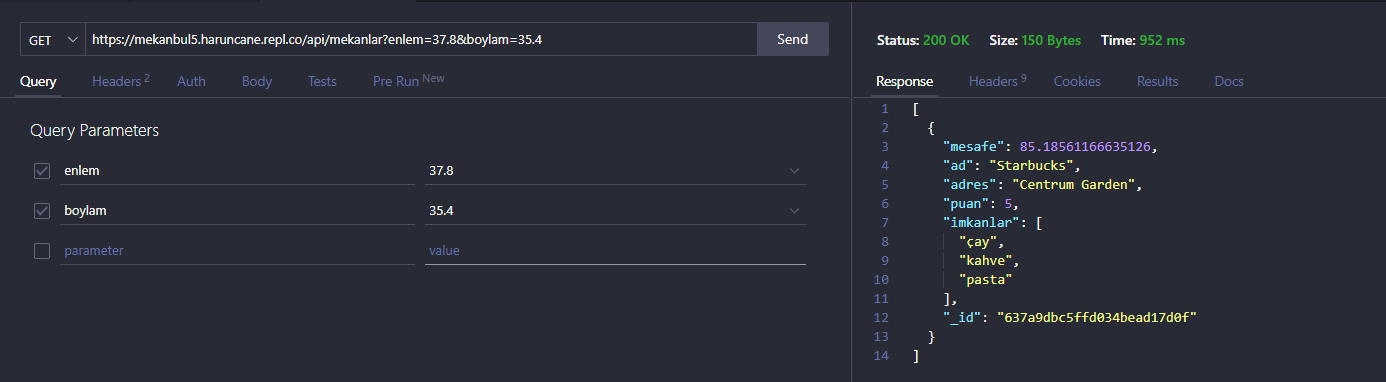 GET https://mekanbul5.haruncane.repl.co/api/mekanlar?enlem=37.8&boylam=35.4 Send
Query Headers 2 Auth Body Tests Pre Run New
Query Parameters
enlem 37.8
boylam 35.4
parameter value
Status: 200 OK Size: 150 Bytes Time: 952 ms
Response Headers 9 Cookies Results Docs
1 [
2 {
3 "mesafe": 85.18561166635126,
4 "ad": "Starbucks",
5 "adres": "Centrum Garden",
6 "puan": 5,
7 "imkanlar": [
8 "çay",
9 "kahve",
10 "pasta"
11 ],
12 "_id": "637a9dbc5ffd034bead17d0f"
13 }
14 ]